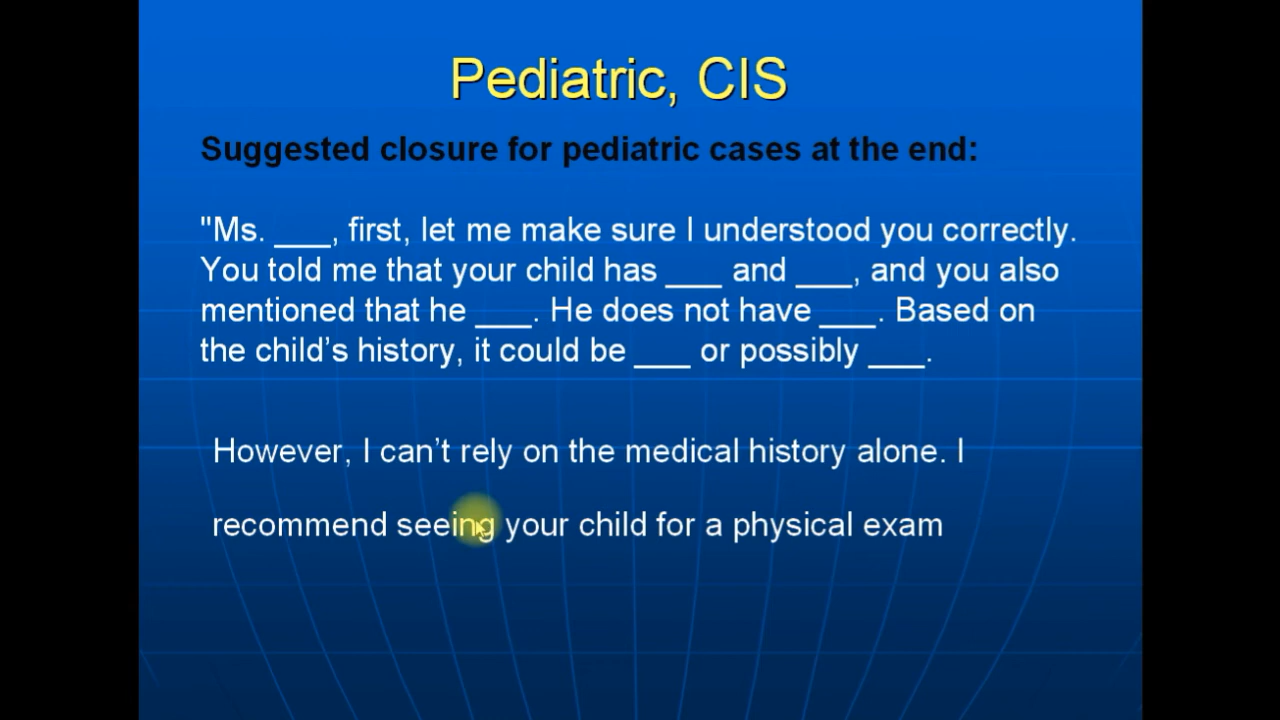 Pediatric, CIS
Suggested closure for pediatric cases at the end:
"Ms. ___, first, let me make sure I understood you correctly.
You told me that your child has ___ and ___, and you also
mentioned that he ___. He does not have ___. Based on
the child’s history, it could be ___ or possibly ___.
However, I can’t rely on the medical history alone. I
recommend seeing your child for a physical exam